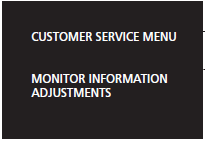 CUSTOMER SERVICE MENU
MONITOR INFORMATION
ADJUSTMENTS